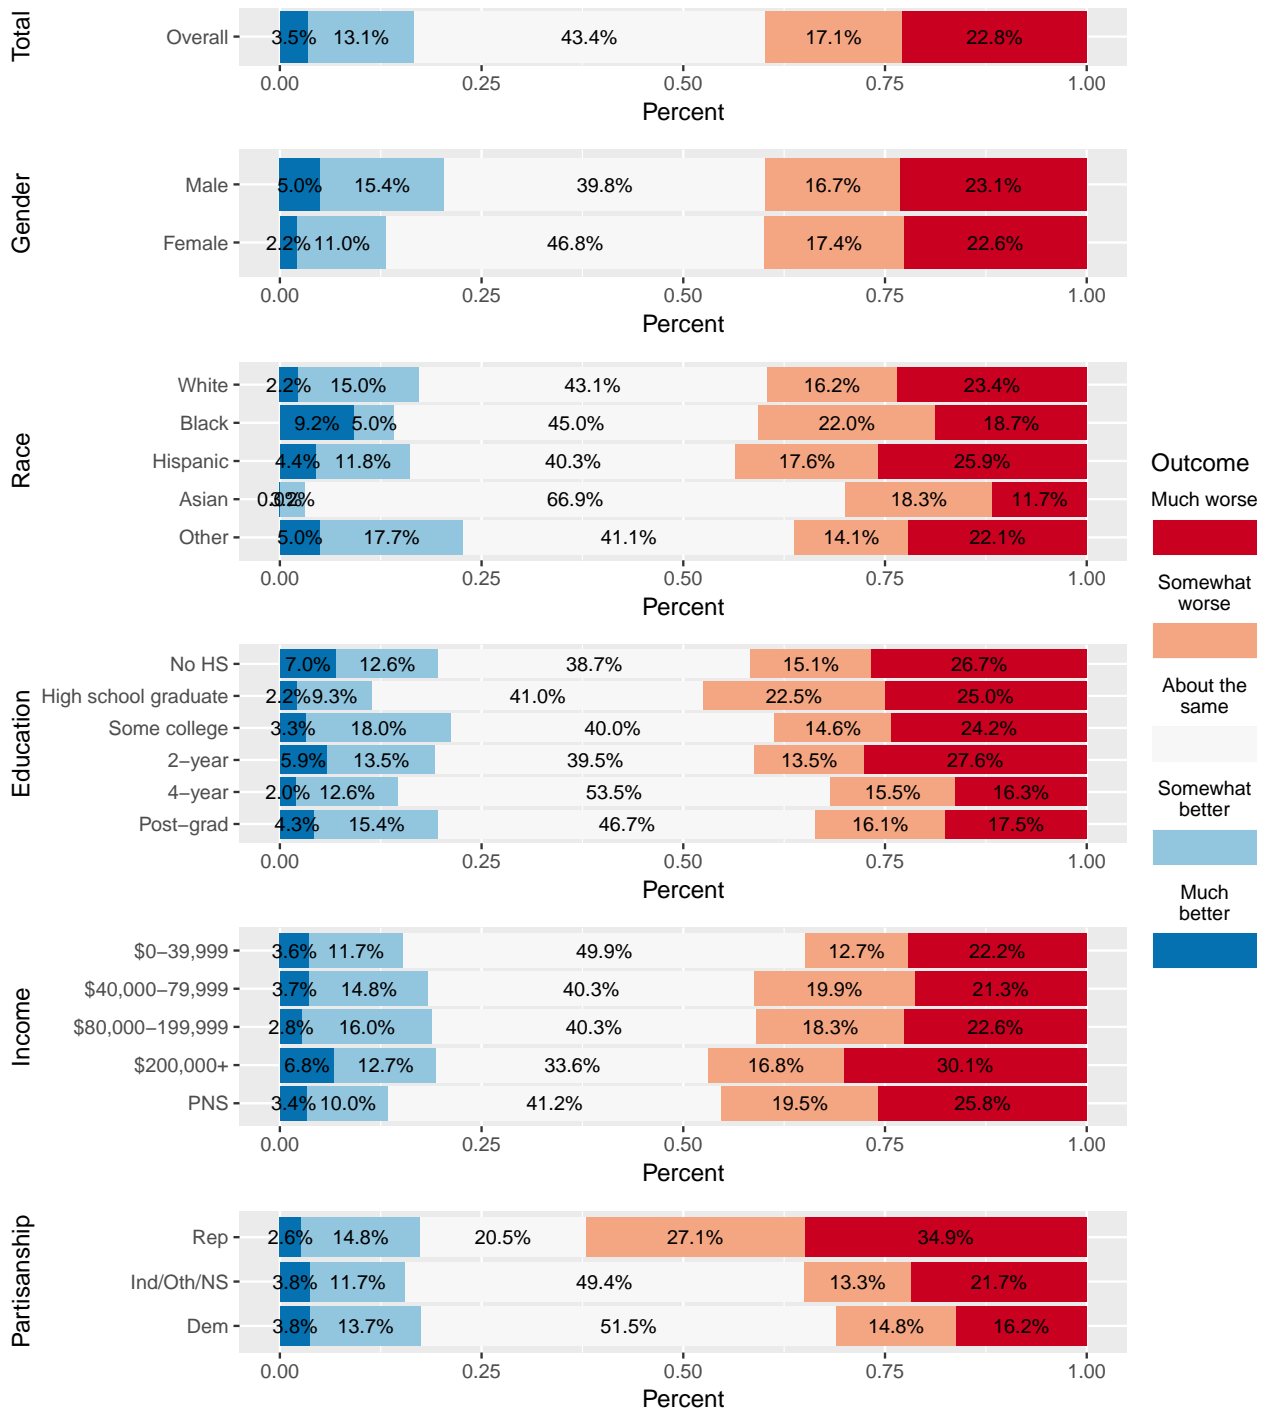 Total
Overall
3.5% 13.1% 43.4% 17.1% 22.8%
0.00 0.25 0.50 0.75 1.00
Percent
Gender
Male
5.0% 15.4% 39.8% 16.7% 23.1%
Female
2.2% 11.0% 46.8% 17.4% 22.6%
0.00 0.25 0.50 0.75 1.00
Percent
Race
White
2.2% 15.0% 43.1% 16.2% 23.4%
Black
9.2% 5.0% 45.0% 22.0% 18.7%
Hispanic
4.4% 11.8% 40.3% 17.6% 25.9%
Asian
66.9% 18.3% 11.7%
Other
5.0% 17.7% 41.1% 14.1% 22.1%
0.00 0.25 0.50 0.75 1.00
Percent
Education
No HS
7.0% 12.6% 38.7% 15.1% 26.7%
High school graduate
2.2% 9.3% 41.0% 22.5% 25.0%
Some college
3.3% 18.0% 40.0% 14.6% 24.2%
2−year
5.9% 13.5% 39.5% 13.5% 27.6%
4−year
2.0% 12.6% 53.5% 15.5% 16.3%
Post−grad
4.3% 15.4% 46.7% 16.1% 17.5%
0.00 0.25 0.50 0.75 1.00
Percent
Income
$0−39,999
3.6% 11.7% 49.9% 12.7% 22.2%
$40,000−79,999
3.7% 14.8% 40.3% 19.9% 21.3%
$80,000−199,999
2.8% 16.0% 40.3% 18.3% 22.6%
$200,000+
6.8% 12.7% 33.6% 16.8% 30.1%
PNS
3.4% 10.0% 41.2% 19.5% 25.8%
0.00 0.25 0.50 0.75 1.00
Percent
Partisanship
Rep
2.6% 14.8% 20.5% 27.1% 34.9%
Ind/Oth/NS
3.8% 11.7% 49.4% 13.3% 21.7%
Dem
3.8% 13.7% 51.5% 14.8% 16.2%
0.00 0.25 0.50 0.75 1.00
Percent
Outcome
Much worse
Somewhat
worse
About the
same
Somewhat
better
Much
better